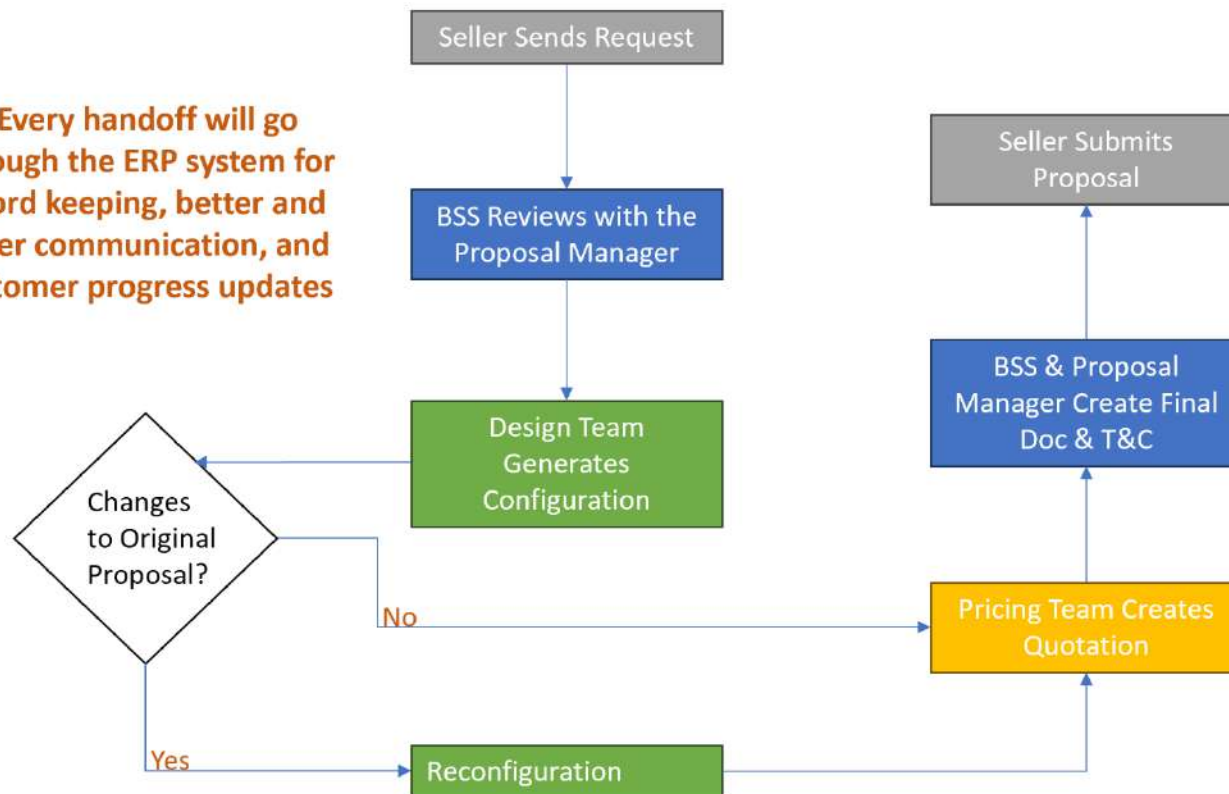 Seller Sends Request
Every handoff will go
ough the ERP system for
ord keeping, better and
er communication, and
tomer progress updates
Seller Submits
Proposal
BSS Reviews with the
Proposal Manager
BSS & Proposal
Manager Create Final
Doc & T&C
Design Team
Generates
Configuration
Changes
to Original
Proposal?
No
Pricing Team Creates
Quotation
Yes
Reconfiguration